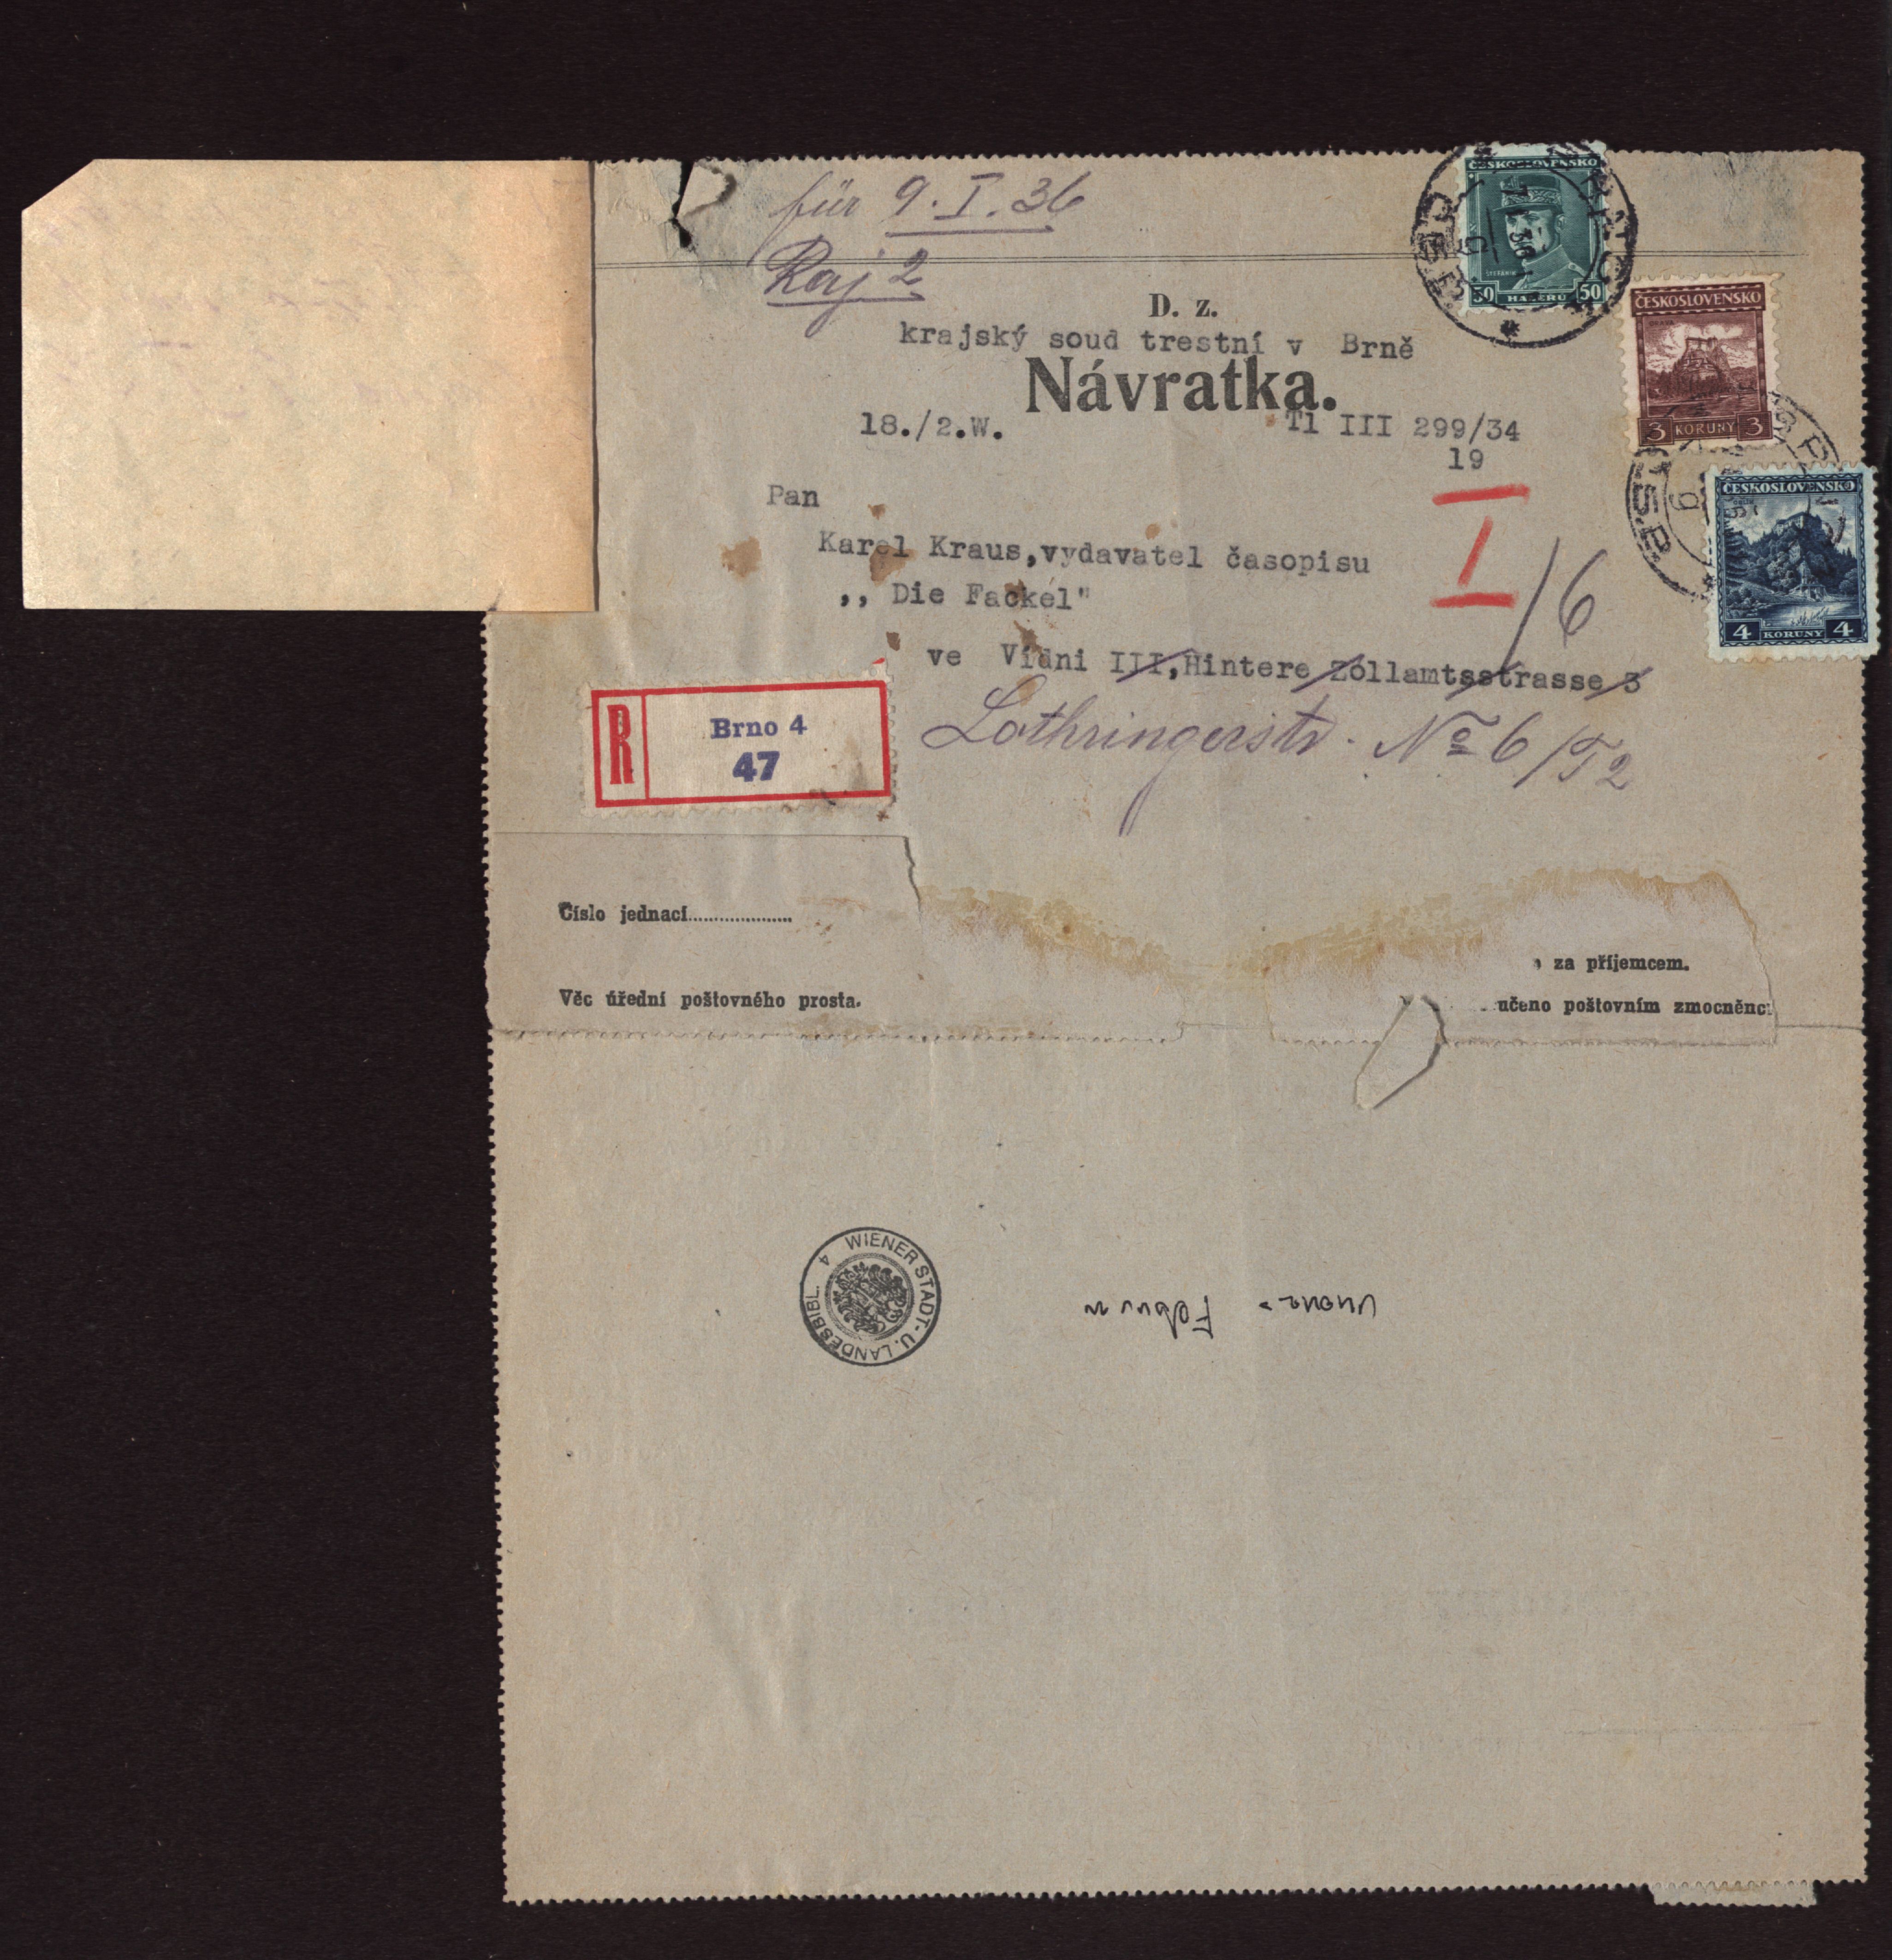 für 9. I. 36
Raj 2
ČESKOSLOVENSKO
50 HALÉŘŮ 50
D. z.
krajský soud trestní v Brně
Návratka.
ČESKOSLOVENSKO
3 KORUNY 3
18./2.W. Tl III 299/34
19
I
/6
Pan
Karel Kraus,vydavatel časopisu
,, Die Fackel"
ČESKOSLOVENSKO
4 KORUNY 4
ve Vídni III,Hintere Zollamtsstrasse 3
Lothringerstr. No 6/
R Brno 4
47
Číslo jednací
za příjemcem.
Věc úřední poštovného prosta.
učeno poštovním zmocněnc
WIENER STADT- U. LANDESBIBL. 4